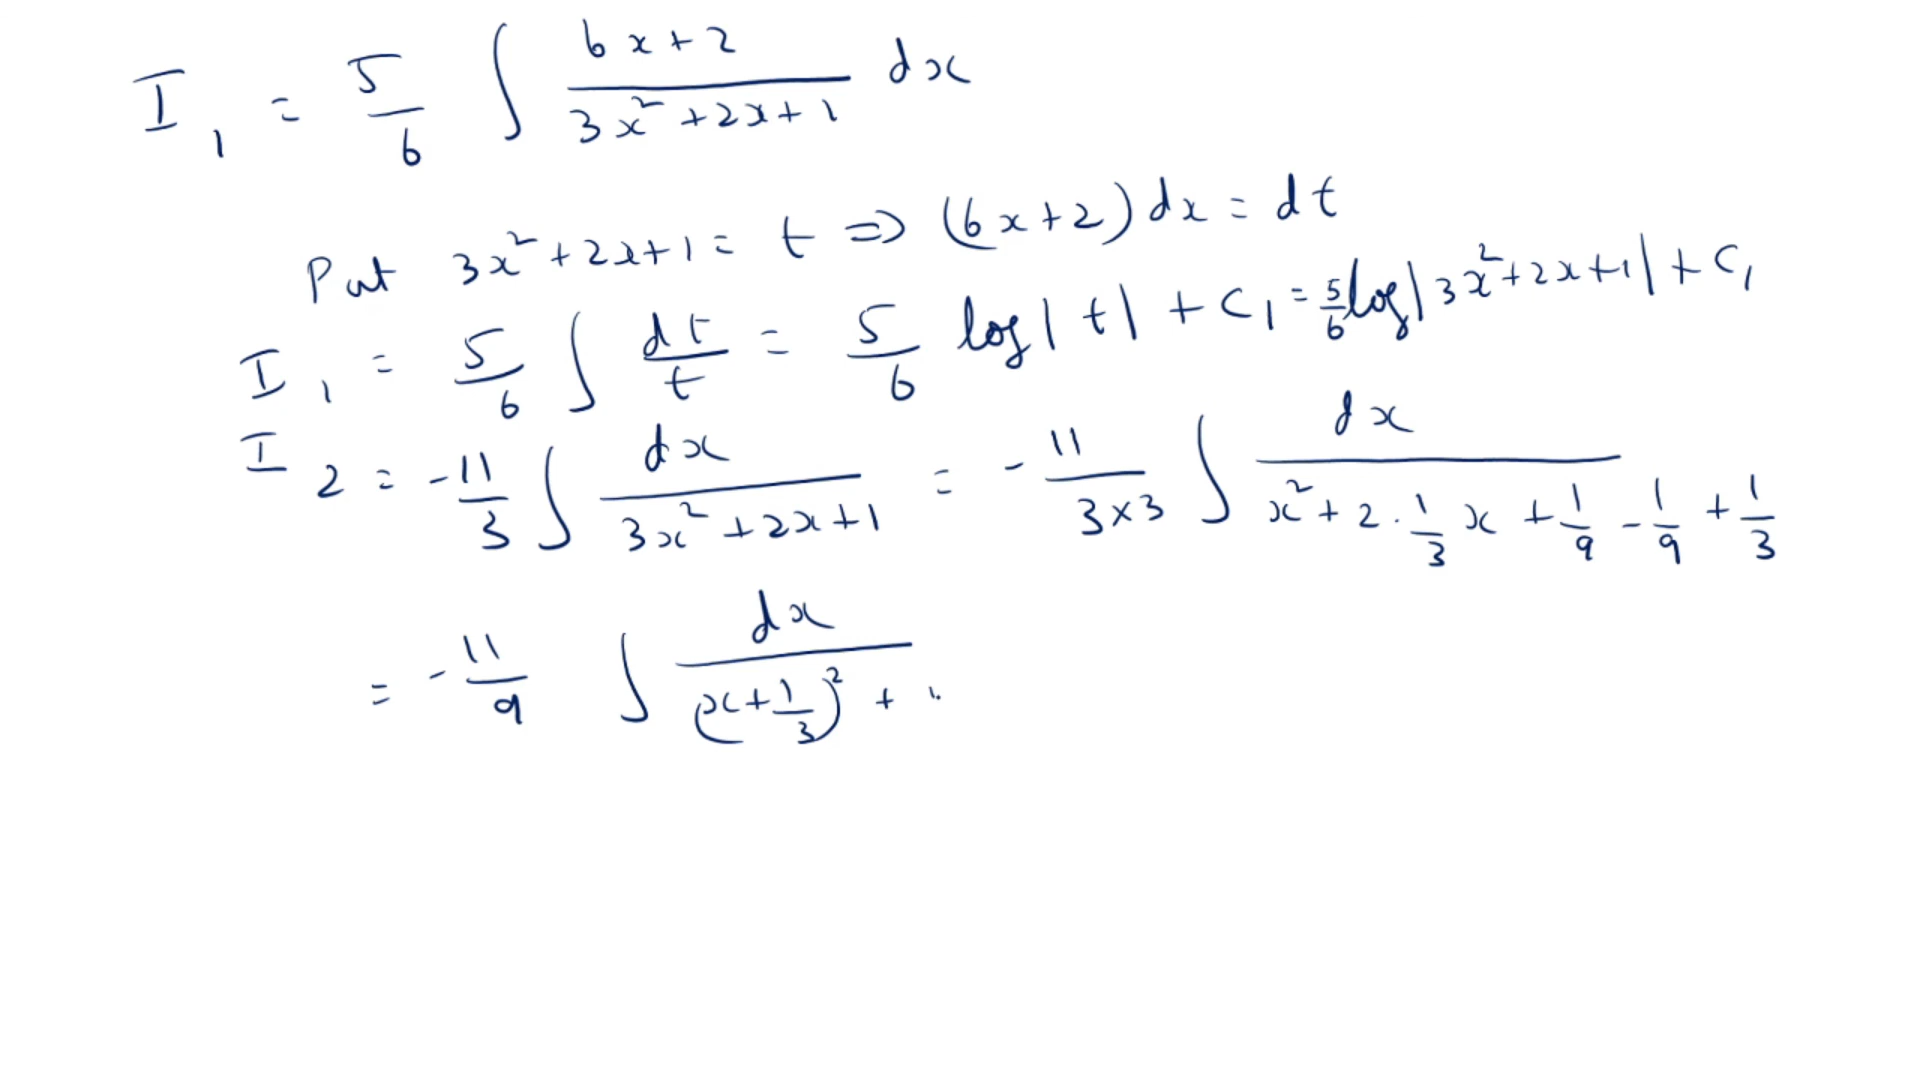 I₁ = 5/6 ∫ (6x+2)/(3x²+2x+1) dx
Put 3x²+2x+1 = t ⇒ (6x+2) dx = dt
I₁ = 5/6 ∫ dt/t = 5/6 log|t| + C₁ = 5/6 log|3x²+2x+1| + C₁
I₂ = -11/3 ∫ dx/(3x²+2x+1) = -11/(3×3) ∫ dx/(x²+2·1/3 x+1/9-1/9+1/3)
= -11/9 ∫ dx/((x+1/3)² +